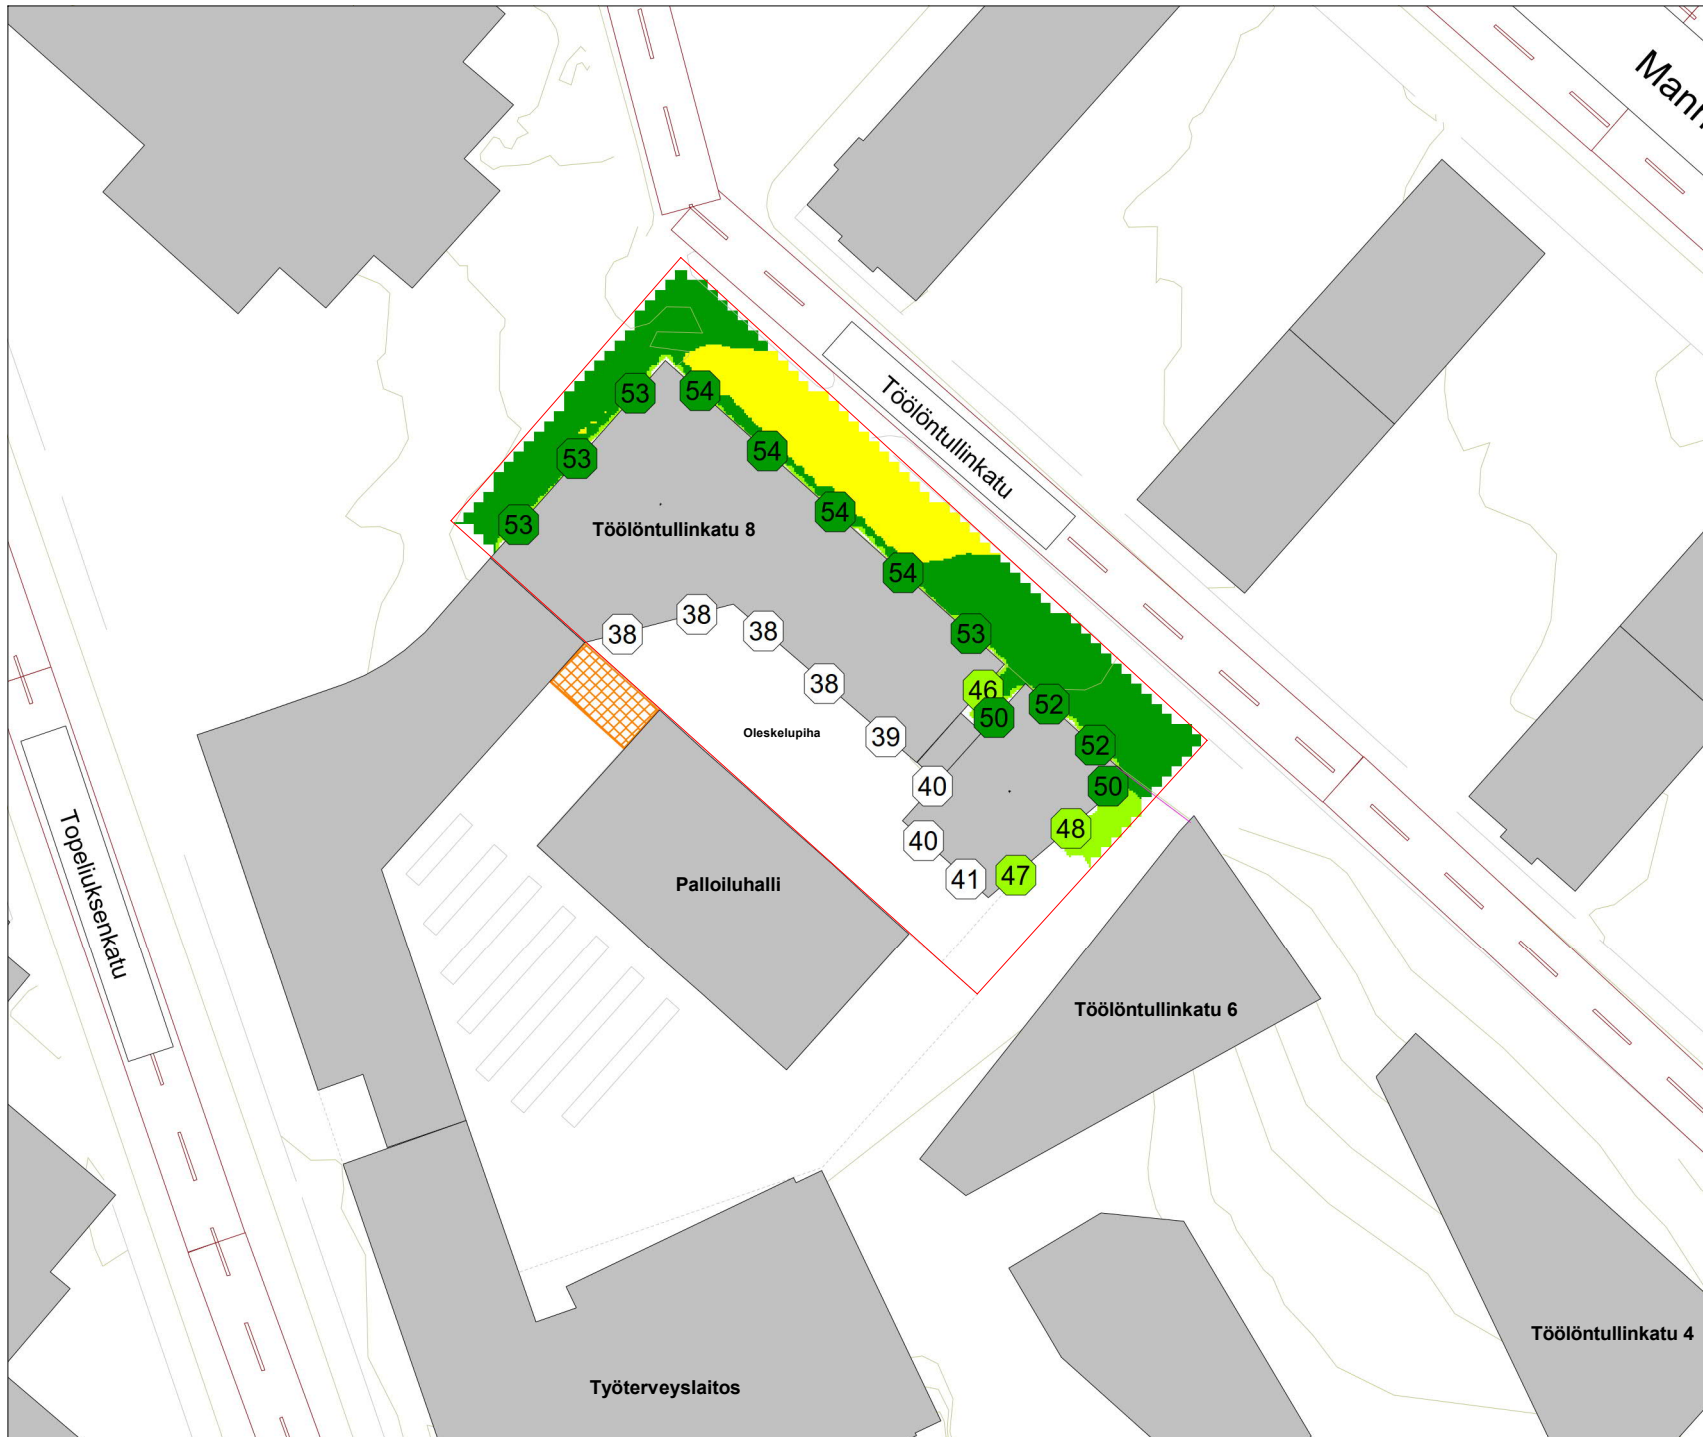 Mann
Töölöntullinkatu
53
54
53
54
53
54
Töölöntullinkatu 8
54
38
38
38
53
38
46
50
52
Oleskelupiha
39
52
40
50
48
40
41
47
Topeliuksenkatu
Palloiluhalli
Töölöntullinkatu 6
Töölöntullinkatu 4
Työterveyslaitos